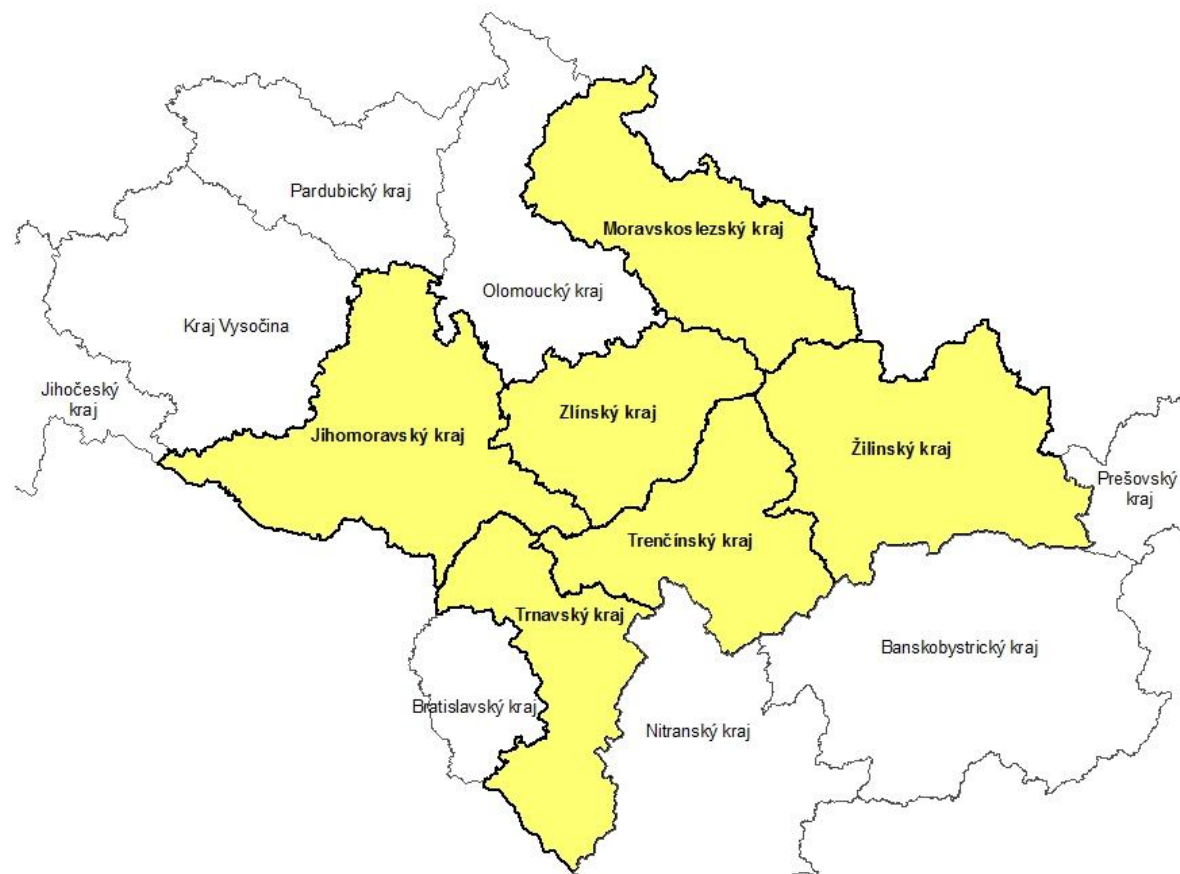 Pardubický kraj
Moravskoslezský kraj
Olomoucký kraj
Kraj Vysočina
Jihočeský
kraj
Zlínský kraj
Jihomoravský kraj
Žilinský kraj
Prešovský
kraj
Trenčínský kraj
Trnavský kraj
Banskobystrický kraj
Bratislavský kraj
Nitranský kraj